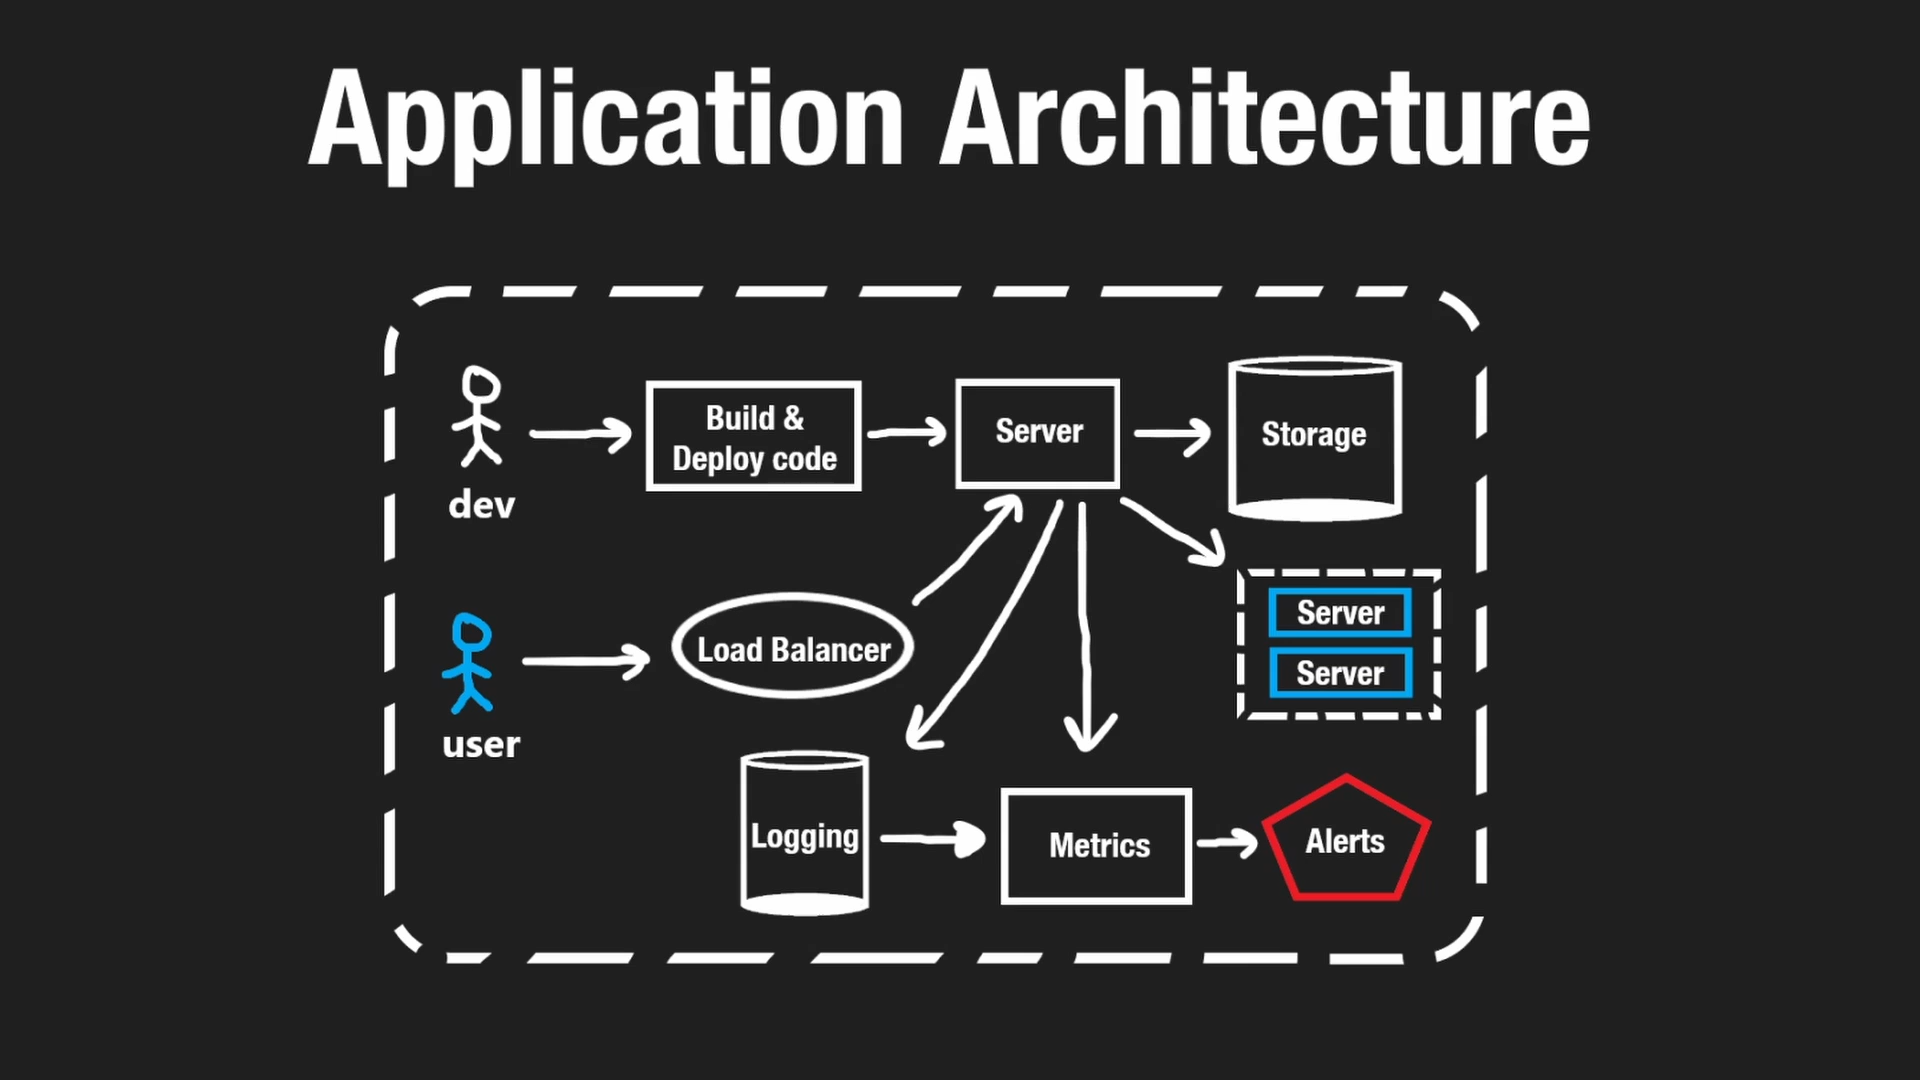 Application Architecture
Build &
Deploy code
Server
Storage
dev
Server
Load Balancer
Server
user
Logging
Metrics
Alerts